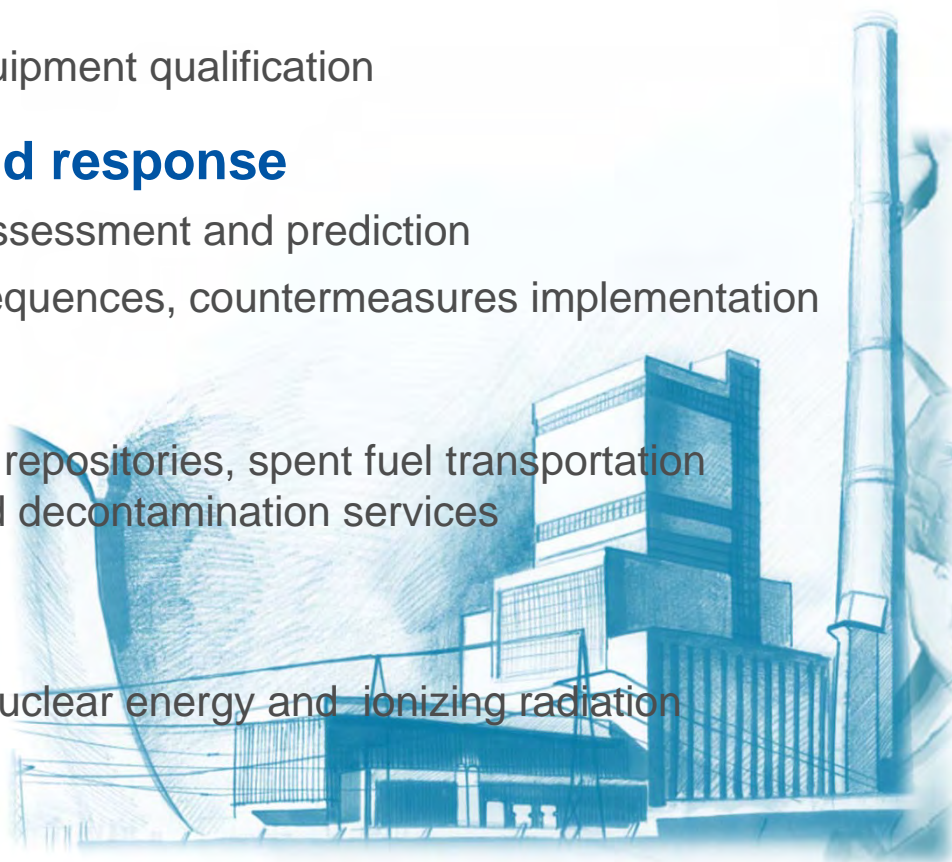 uipment qualification
d response
ssessment and prediction
equences, countermeasures implementation
repositories, spent fuel transportation
d decontamination services
uclear energy and ionizing radiation